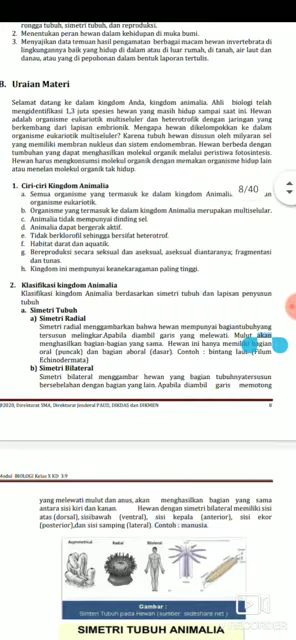 rongga tubuh, simetri tubuh, dan reproduksi.
2. Menentukan peran hewan dalam kehidupan di muka bumi.
3. Menyajikan data temuan hasil pengamatan berbagai macam hewan invertebrata di
lingkungannya baik yang hidup di dalam atau di luar rumah, di tanah, air laut dan
danau, atau yang di pepohonan dalam bentuk laporan tertulis.
B. Uraian Materi
Selamat datang ke dalam kingdom Anda, kingdom animalia. Ahli biologi telah
mengidentifikasi 1,3 juta spesies hewan yang masih hidup sampai saat ini. Hewan
adalah organisme eukariotik multiseluler dan heterotrofik dengan jaringan yang
berkembang dari lapisan embrionik. Mengapa hewan dikelompokkan ke dalam
organisme eukariotik multiseluler? Karena tubuh hewan disusun oleh milyaran sel
yang memiliki membran nukleus dan sistem endomembran. Hewan berbeda dengan
tumbuhan yang dapat menghasilkan molekul organik melalui peristiwa fotosintesis.
Hewan harus mengkonsumsi molekul organik dengan memakan organisme hidup lain
atau menelan molekul organik tak hidup.
1. Ciri-ciri Kingdom Animalia
a. Semua organisme yang termasuk ke dalam Kingdom Animalia
organisme eukariotik.
8/40
b. Organisme yang termasuk ke dalam Kingdom Animalia merupakan multiselular.
c. Animalia tidak mempunyai dinding sel.
d. Animalia dapat bergerak aktif.
e. Tidak berklorofil sehingga bersifat heterotrof.
f. Habitat darat dan aquatik.
g. Bereproduksi secara seksual dan aseksual, aseksual diantaranya; fragmentasi
dan tunas.
h. Kingdom ini mempunyai keanekaragaman paling tinggi.
2. Klasifikasi kingdom Animalia
Klasifikasi kingdom Animalia berdasarkan simetri tubuh dan lapisan penyusun
tubuh
a. Simetri Tubuh
a) Simetri Radial
Simetri radial menggambarkan bahwa hewan mempunyai bagiantubuhyang
tersusun melingkar.Apabila diambil garis yang melewati. Mulut akan
menghasilkan bagian-bagian yang sama. Hewan ini hanya memiliki bagian
oral (puncak) dan bagian aboral (dasar). Contoh : bintang laut (Filum
Echinodermata)
b) Simetri Bilateral
Simetri bilateral menggambar hewan yang bagian tubuhnyatersusun
bersebelahan dengan bagian yang lain. Apabila diambil garis memotong
@2020, Direktorat SMA, Direktorat Jenderal PAUD, DIKDAS dan DIKMEN 8
Modul BIOLOGI Kelas X KD 3.9
yang melewati mulut dan anus, akan menghasilkan bagian yang sama
antara sisi kiri dan kanan. Hewan dengan simetri bilateral memiliki sisi
atas (dorsal), sisibawah (ventral), sisi kepala (anterior), sisi ekor
(posterior),dan sisi samping (lateral). Contoh : manusia.
Asymmetrical Radial Bilateral
Gambar :
Simteri Tubuh pada Hewan (sumber: slideshare.net )
SIMETRI TUBUH ANIMALIA
RECORDER